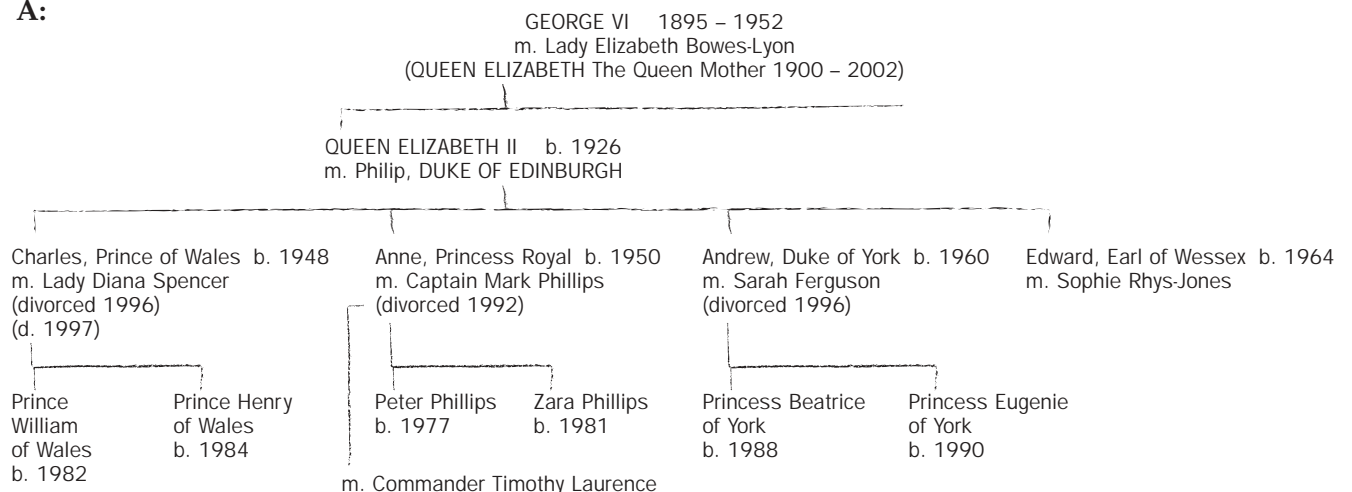 A:
GEORGE VI 1895 – 1952
m. Lady Elizabeth Bowes-Lyon
(QUEEN ELIZABETH The Queen Mother 1900 – 2002)
QUEEN ELIZABETH II b. 1926
m. Philip, DUKE OF EDINBURGH
Charles, Prince of Wales b. 1948
m. Lady Diana Spencer
(divorced 1996)
(d. 1997)
Anne, Princess Royal b. 1950
m. Captain Mark Phillips
(divorced 1992)
Andrew, Duke of York b. 1960
m. Sarah Ferguson
(divorced 1996)
Edward, Earl of Wessex b. 1964
m. Sophie Rhys-Jones
Prince
William
of Wales
b. 1982
Prince Henry
of Wales
b. 1984
Peter Phillips
b. 1977
Zara Phillips
b. 1981
Princess Beatrice
of York
b. 1988
Princess Eugenie
of York
b. 1990
m. Commander Timothy Laurence